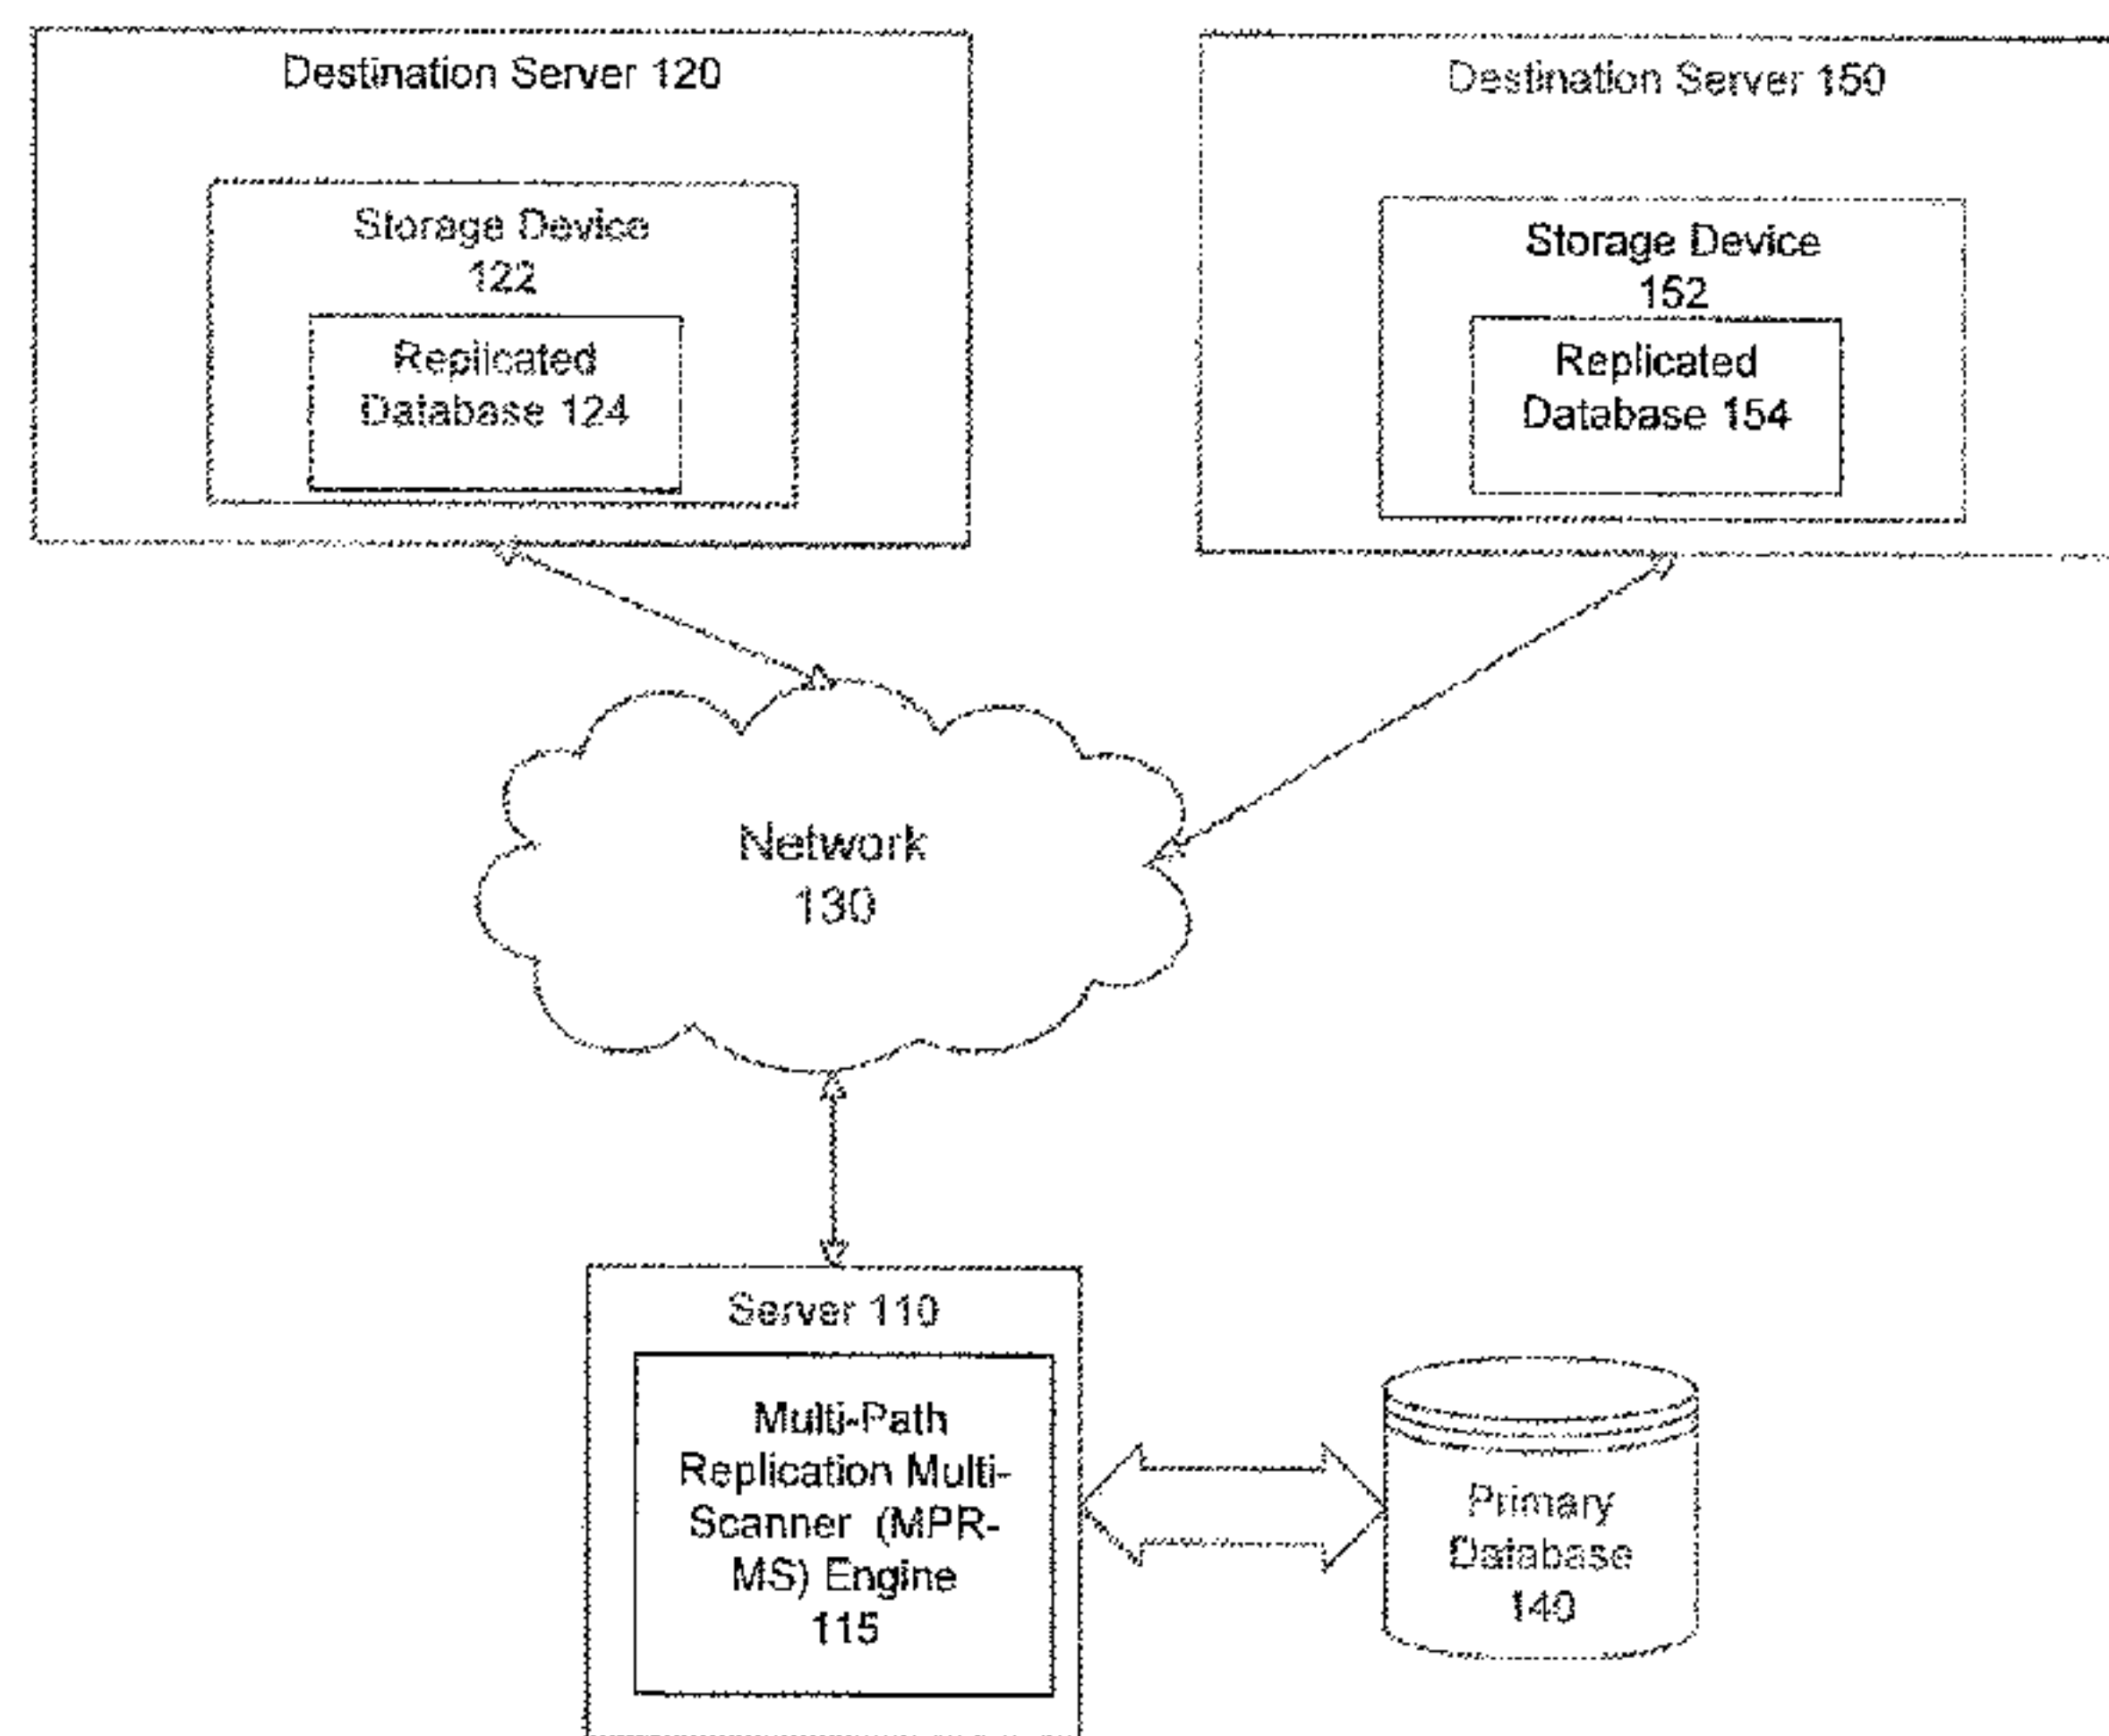 Destination Server 120
Storage Device
122
Replicated
Database 124
Destination Server 150
Storage Device
152
Replicated
Database 154
Network
130
Server 110
Multi-Path
Replication Multi-
Scanner (MPR-
MS) Engine
115
Primary
Database
140